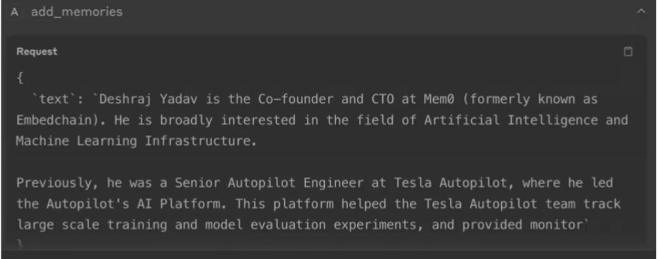 A add_memories
Request
{
`text`: `Deshraj Yadav is the Co-founder and CTO at Mem0 (formerly known as
Embedchain). He is broadly interested in the field of Artificial Intelligence and
Machine Learning Infrastructure.
Previously, he was a Senior Autopilot Engineer at Tesla Autopilot, where he led
the Autopilot's AI Platform. This platform helped the Tesla Autopilot team track
large scale training and model evaluation experiments, and provided monitor`
}